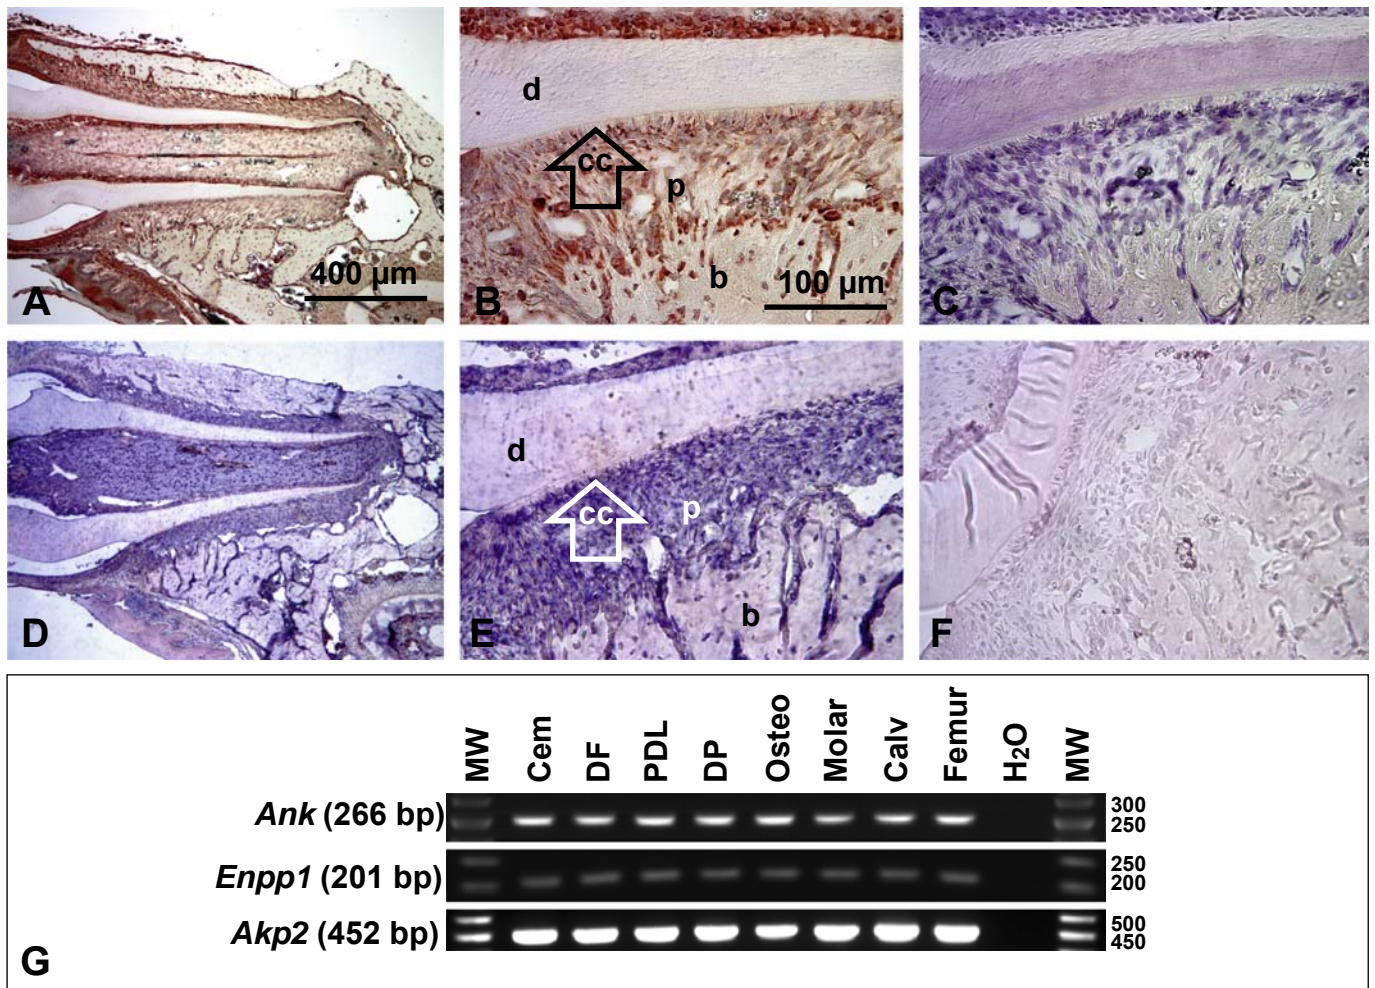 A
400 µm
d
cc
p
b
B
100 µm
C
D
d
cc
p
b
E
F
MW Cem DF PDL DP Osteo Molar Calv Femur H2O MW
Ank (266 bp) 300
250
Enpp1 (201 bp) 250
200
Akp2 (452 bp) 500
450
G